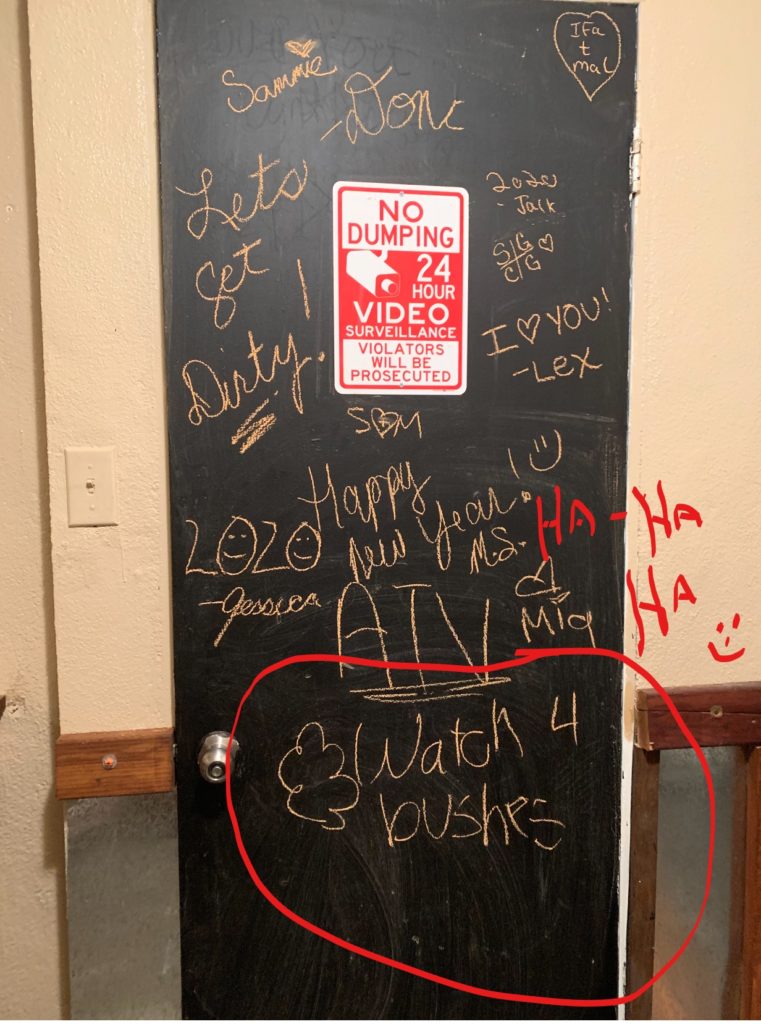 Sammie
-Done
IFa
t
mal
Lets
get
Dirty!
NO
DUMPING
24
HOUR
VIDEO
SURVEILLANCE
VIOLATORS
WILL BE
PROSECUTED
2020
- Jack
S/G ♡
C/G
I ♡ YOU!
-Lex
S♡M
Happy
New Year!
M.S.
HA-HA
HA
2020
-Jessica
ATV
Mia
Watch 4
bushes